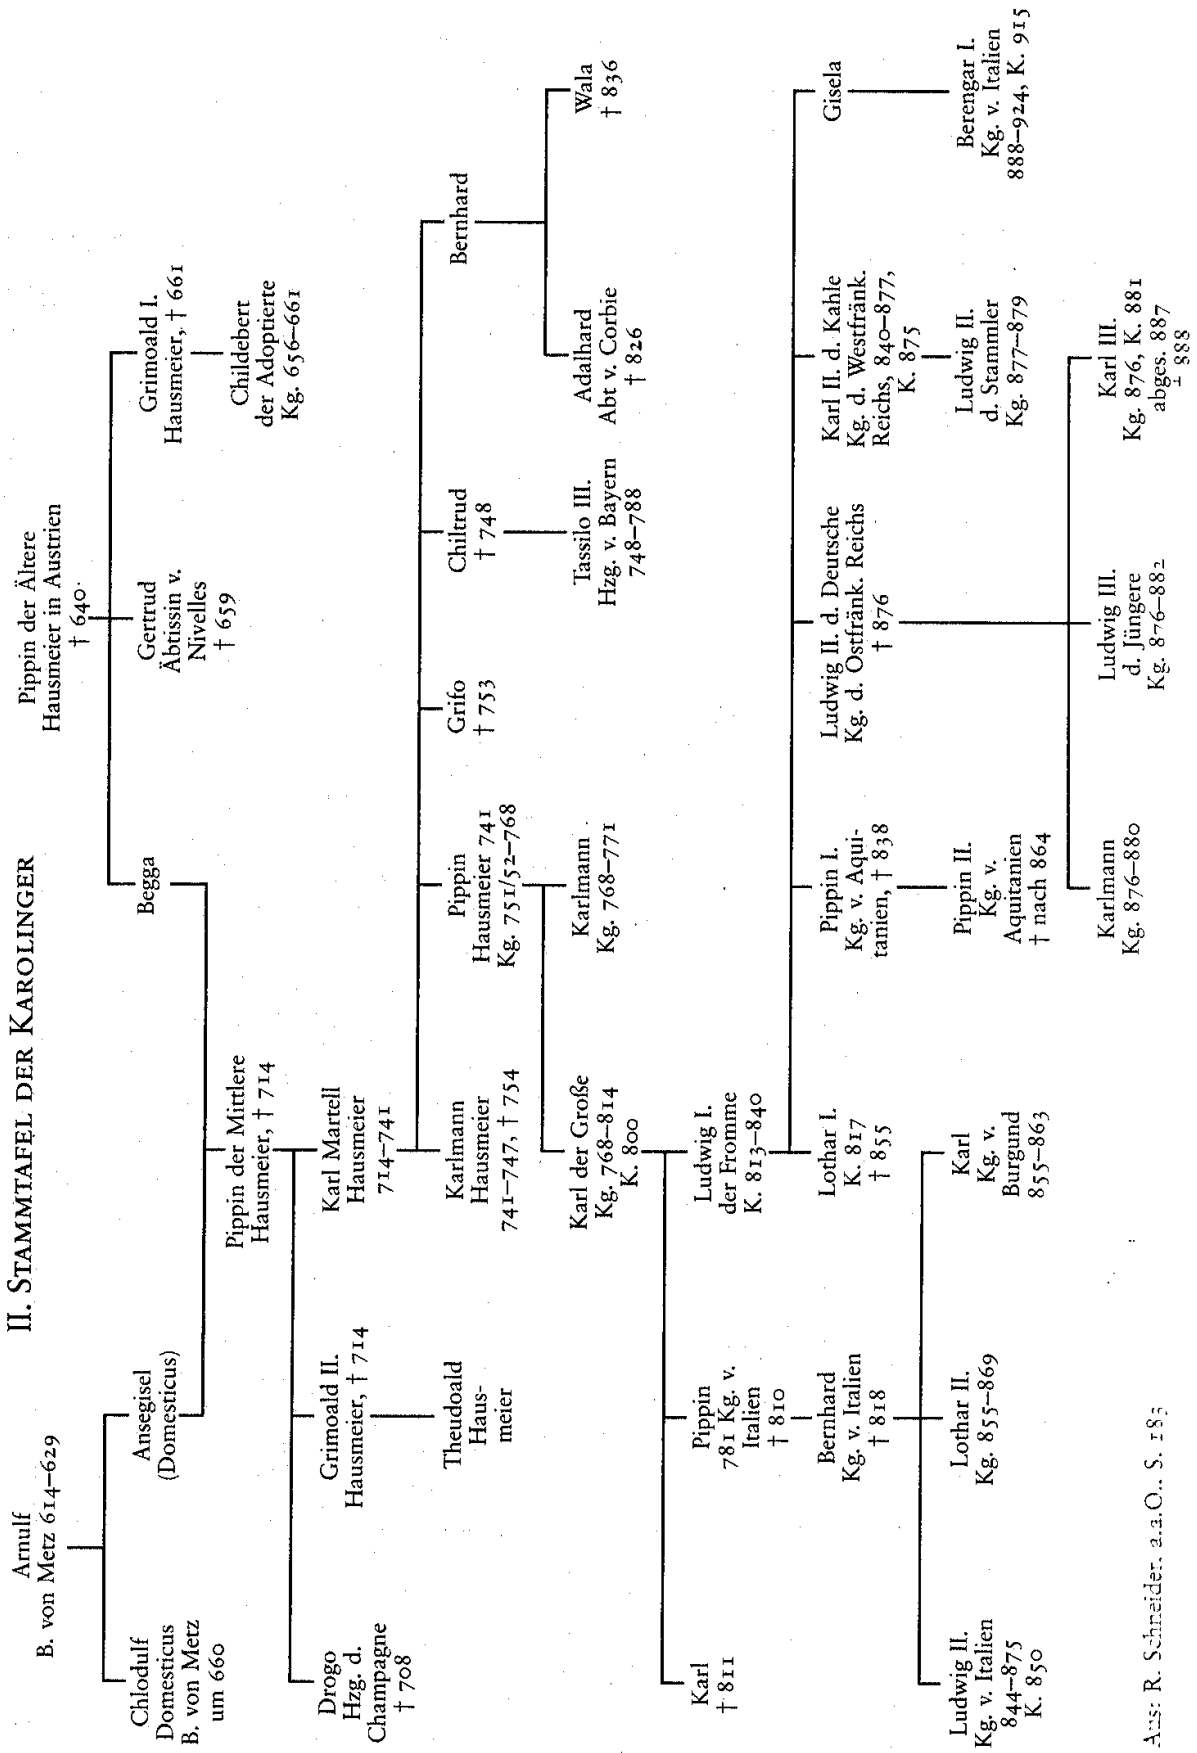 II. STAMMTAFEL DER KAROLINGER
Arnulf
B. von Metz 614–629
Pippin der Ältere
Hausmeier in Austrien
† 640
Chlodulf
Domesticus
B. von Metz
um 660
Ansegisel
(Domesticus)
Begga
Gertrud
Äbtissin v.
Nivelles
† 659
Grimoald I.
Hausmeier, † 661
Childebert
der Adoptierte
Kg. 656–661
Pippin der Mittlere
Hausmeier, † 714
Drogo
Hzg. d.
Champagne
† 708
Grimoald II.
Hausmeier, † 714
Karl Martell
Hausmeier
714–741
Theudoald
Haus-
meier
Karlmann
Hausmeier
741–747, † 754
Pippin
Hausmeier 741
Kg. 751/52–768
Grifo
† 753
Chiltrud
† 748
Bernhard
Karl der Große
Kg. 768–814
K. 800
Karlmann
Kg. 768–771
Tassilo III.
Hzg. v. Bayern
748–788
Adalhard
Abt v. Corbie
† 826
Wala
† 836
Karl
† 811
Pippin
781 Kg. v.
Italien
† 810
Ludwig I.
der Fromme
K. 813–840
Bernhard
Kg. v. Italien
† 818
Lothar I.
K. 817
† 855
Pippin I.
Kg. v. Aqui-
tanien, † 838
Ludwig II. d. Deutsche
Kg. d. Ostfränk. Reichs
† 876
Karl II. d. Kahle
Kg. d. Westfränk.
Reichs, 840–877,
K. 875
Gisela
Ludwig II.
Kg. v. Italien
844–875
K. 850
Lothar II.
Kg. 855–869
Karl
Kg. v.
Burgund
855–863
Pippin II.
Kg. v.
Aquitanien
† nach 864
Ludwig II.
d. Stammler
Kg. 877–879
Berengar I.
Kg. v. Italien
888–924, K. 915
Karlmann
Kg. 876–880
Ludwig III.
d. Jüngere
Kg. 876–882
Karl III.
Kg. 876, K. 881
abges. 887
† 888
Aus: R. Schneider, a.a.O., S. 183